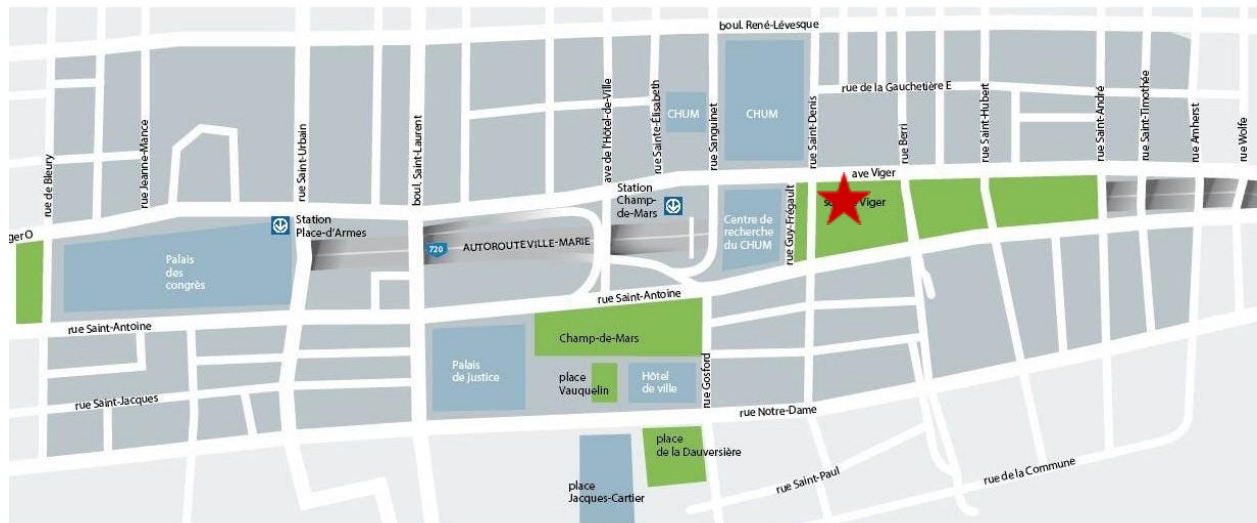 boul. René-Lévesque
rue de la Gauchetière E
rue de Bleury
rue Jeanne-Mance
rue Saint-Urbain
boul. Saint-Laurent
ave de l'Hôtel-de-Ville
rue Sainte-Élisabeth
CHUM
rue Sanguinet
CHUM
rue Saint-Denis
rue Berri
rue Saint-Hubert
rue Saint-André
rue Saint-Timothée
rue Amherst
rue Wolfe
ave Viger
Station
Champ-
de-Mars
Viger
Station
Place-d'Armes
Centre de
recherche
du CHUM
rue Guy-Frégault
ger O
720
AUTOROUTE VILLE-MARIE
Palais
des
congrès
rue Saint-Antoine
rue Saint-Antoine
Champ-de-Mars
Palais
de justice
place
Vauquelin
Hôtel
de ville
rue Gosford
rue Saint-Jacques
rue Notre-Dame
place
de la Dauversière
rue Saint-Paul
rue de la Commune
place
Jacques-Cartier